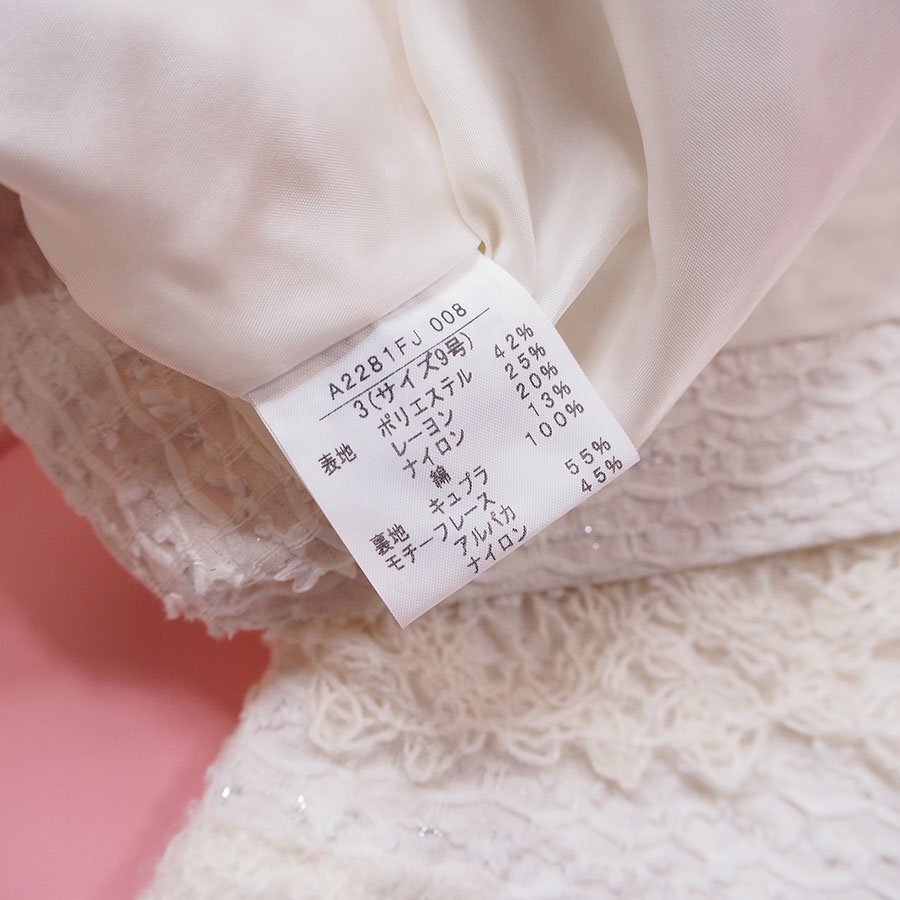 A2281FJ 008
3(サイズ9号)
表地 ポリエステル 42%
レーヨン 25%
ナイロン 20%
綿 13%
裏地 キュプラ 100%
モチーフレース
アルパカ 55%
ナイロン 45%